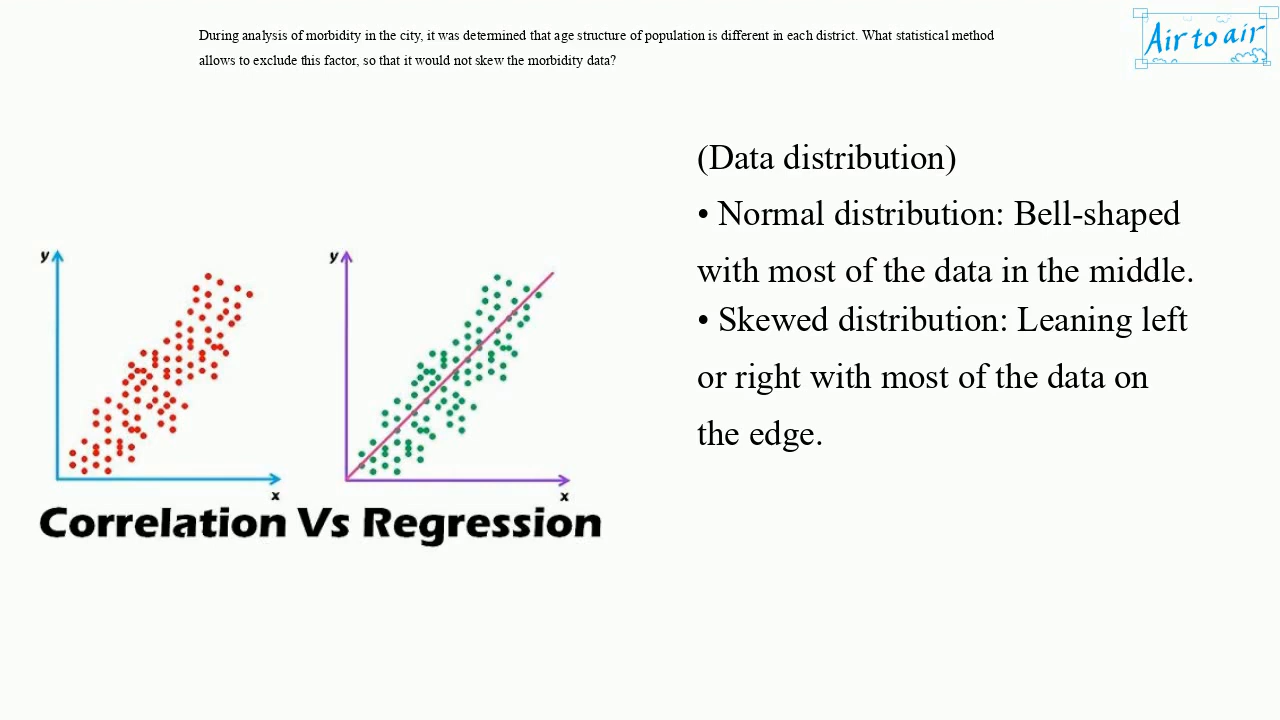 During analysis of morbidity in the city, it was determined that age structure of population is different in each district. What statistical method
allows to exclude this factor, so that it would not skew the morbidity data?
Air to air
(Data distribution)
• Normal distribution: Bell-shaped
with most of the data in the middle.
• Skewed distribution: Leaning left
or right with most of the data on
the edge.
y
x
y
x
Correlation Vs Regression